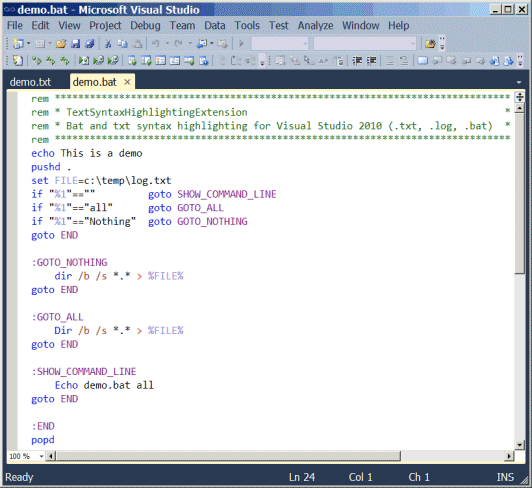 demo.bat - Microsoft Visual Studio
File Edit View Project Debug Team Data Tools Test Analyze Window Help
demo.txt demo.bat
rem ******************************************************************************
rem * TextSyntaxHighlightingExtension *
rem * Bat and txt syntax highlighting for Visual Studio 2010 (.txt, .log, .bat) *
rem ******************************************************************************
echo This is a demo
pushd .
set FILE=c:\temp\log.txt
if "%1"=="" goto SHOW_COMMAND_LINE
if "%1"=="all" goto GOTO_ALL
if "%1"=="Nothing" goto GOTO_NOTHING
goto END
:GOTO_NOTHING
dir /b /s *.* > %FILE%
goto END
:GOTO_ALL
Dir /b /s *.* > %FILE%
goto END
:SHOW_COMMAND_LINE
Echo demo.bat all
goto END
:END
popd
100 %
Ready Ln 24 Col 1 Ch 1 INS